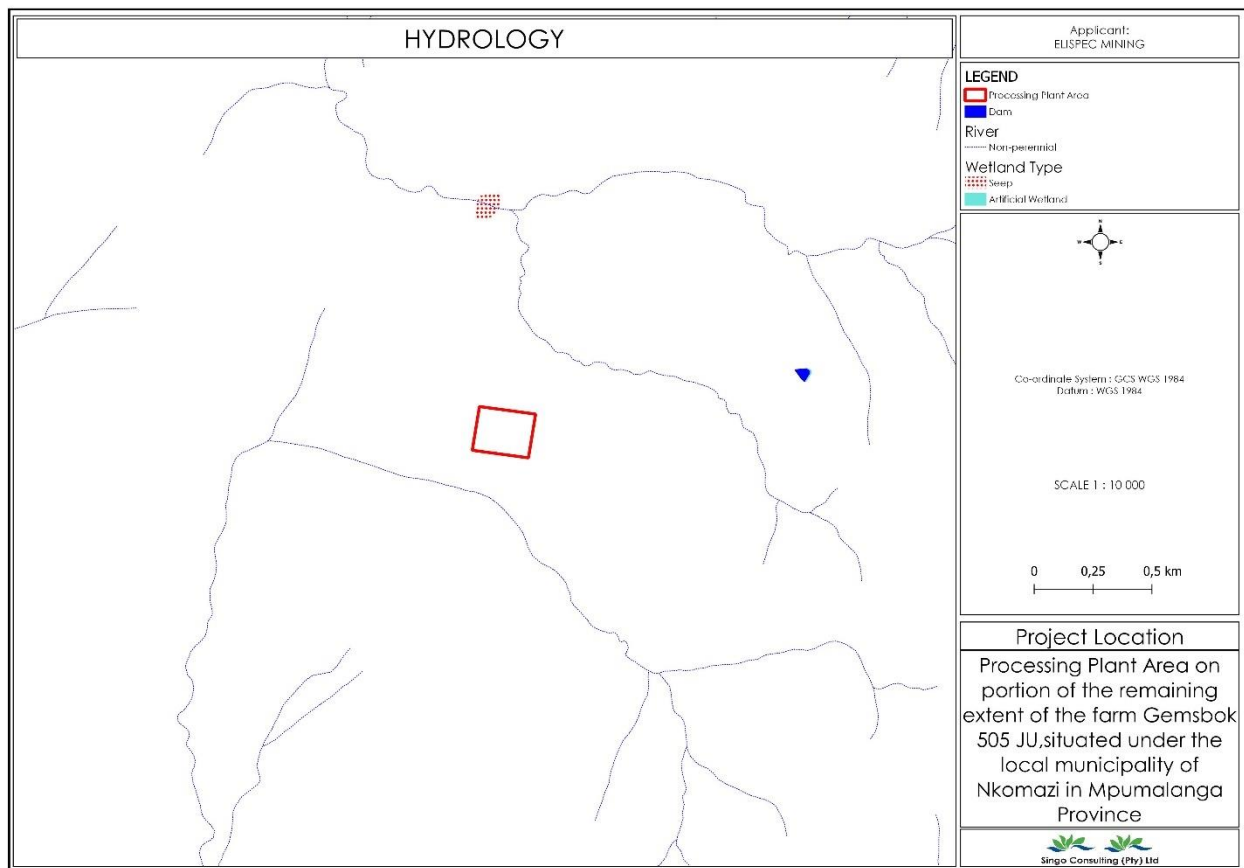 HYDROLOGY
Applicant:
ELISPEC MINING
LEGEND
Processing Plant Area
Dam
River
Non-perennial
Wetland Type
Seep
Artificial Wetland
N
W E
S
Co-ordinate System : GCS WGS 1984
Datum : WGS 1984
SCALE 1 : 10 000
0 0,25 0,5 km
Project Location
Processing Plant Area on
portion of the remaining
extent of the farm Gemsbok
505 JU,situated under the
local municipality of
Nkomazi in Mpumalanga
Province
Singo Consulting (Pty) Ltd